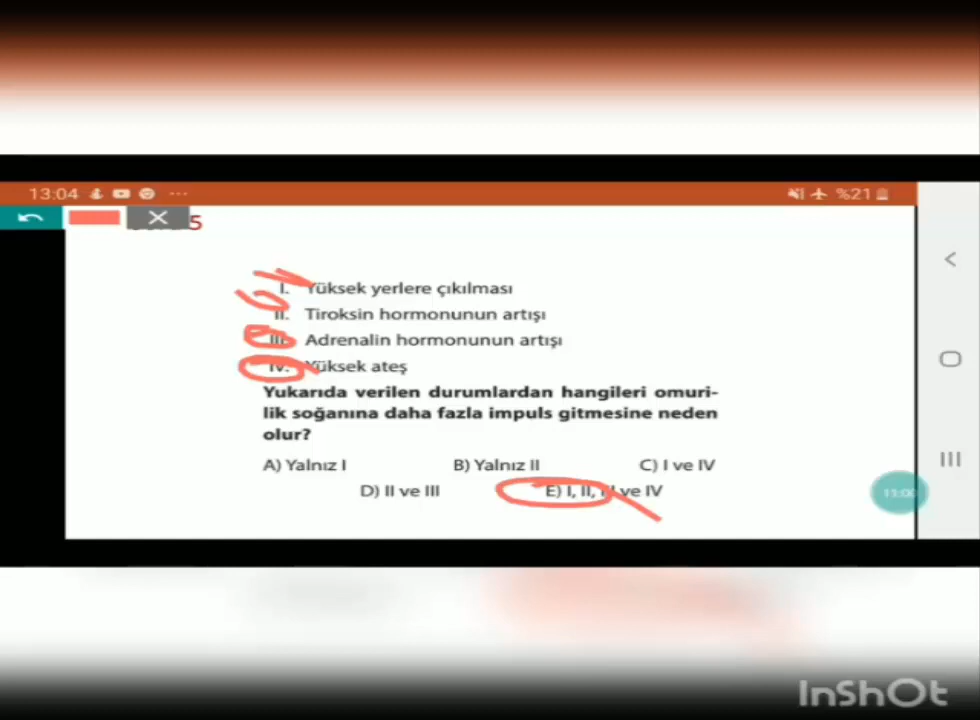 13:04 ... %21
5
I. Yüksek yerlere çıkılması
II. Tiroksin hormonunun artışı
III. Adrenalin hormonunun artışı
IV. Yüksek ateş
Yukarıda verilen durumlardan hangileri omuri-
lik soğanına daha fazla impuls gitmesine neden
olur?
A) Yalnız I B) Yalnız II C) I ve IV
D) II ve III E) I, II, III ve IV
InShOt